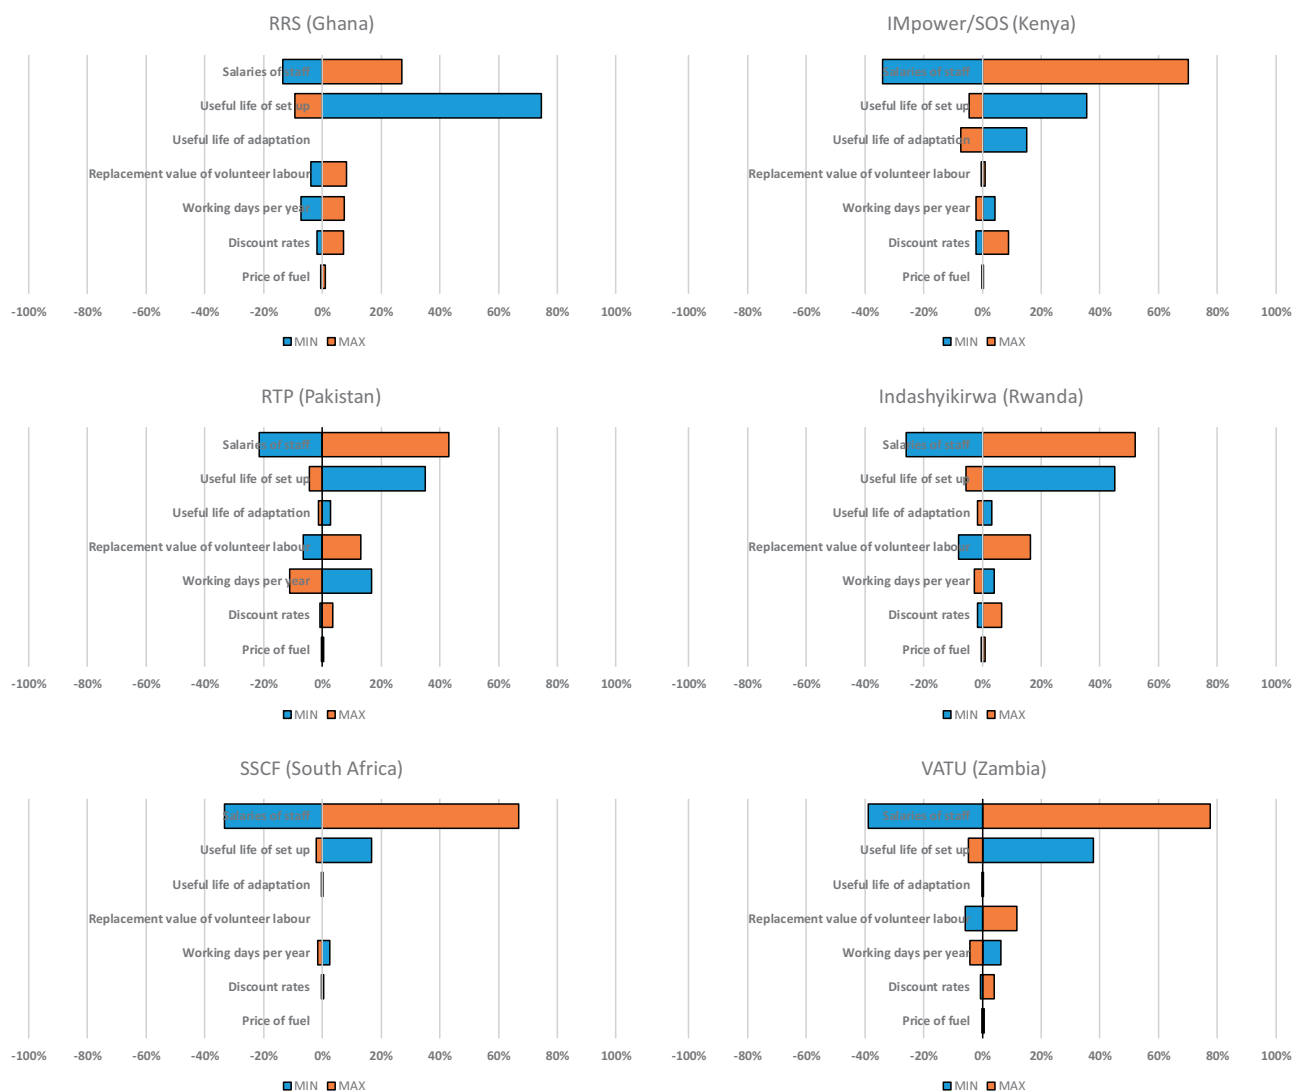 RRS (Ghana)
Salaries of staff
Useful life of set up
Useful life of adaptation
Replacement value of volunteer labour
Working days per year
Discount rates
Price of fuel
-100% -80% -60% -40% -20% 0% 20% 40% 60% 80% 100%
MIN MAX
IMpower/SOS (Kenya)
Salaries of staff
Useful life of set up
Useful life of adaptation
Replacement value of volunteer labour
Working days per year
Discount rates
Price of fuel
-100% -80% -60% -40% -20% 0% 20% 40% 60% 80% 100%
MIN MAX
RTP (Pakistan)
Salaries of staff
Useful life of set up
Useful life of adaptation
Replacement value of volunteer labour
Working days per year
Discount rates
Price of fuel
-100% -80% -60% -40% -20% 0% 20% 40% 60% 80% 100%
MIN MAX
Indashyikirwa (Rwanda)
Salaries of staff
Useful life of set up
Useful life of adaptation
Replacement value of volunteer labour
Working days per year
Discount rates
Price of fuel
-100% -80% -60% -40% -20% 0% 20% 40% 60% 80% 100%
MIN MAX
SSCF (South Africa)
Salaries of staff
Useful life of set up
Useful life of adaptation
Replacement value of volunteer labour
Working days per year
Discount rates
Price of fuel
-100% -80% -60% -40% -20% 0% 20% 40% 60% 80% 100%
MIN MAX
VATU (Zambia)
Salaries of staff
Useful life of set up
Useful life of adaptation
Replacement value of volunteer labour
Working days per year
Discount rates
Price of fuel
-100% -80% -60% -40% -20% 0% 20% 40% 60% 80% 100%
MIN MAX